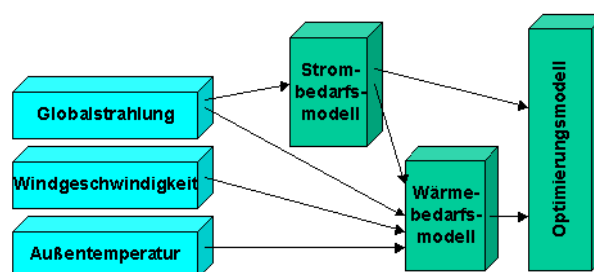 Globalstrahlung
Windgeschwindigkeit
Außentemperatur
Strom-
bedarfs-
modell
Wärme-
bedarfs-
modell
Optimierungsmodell